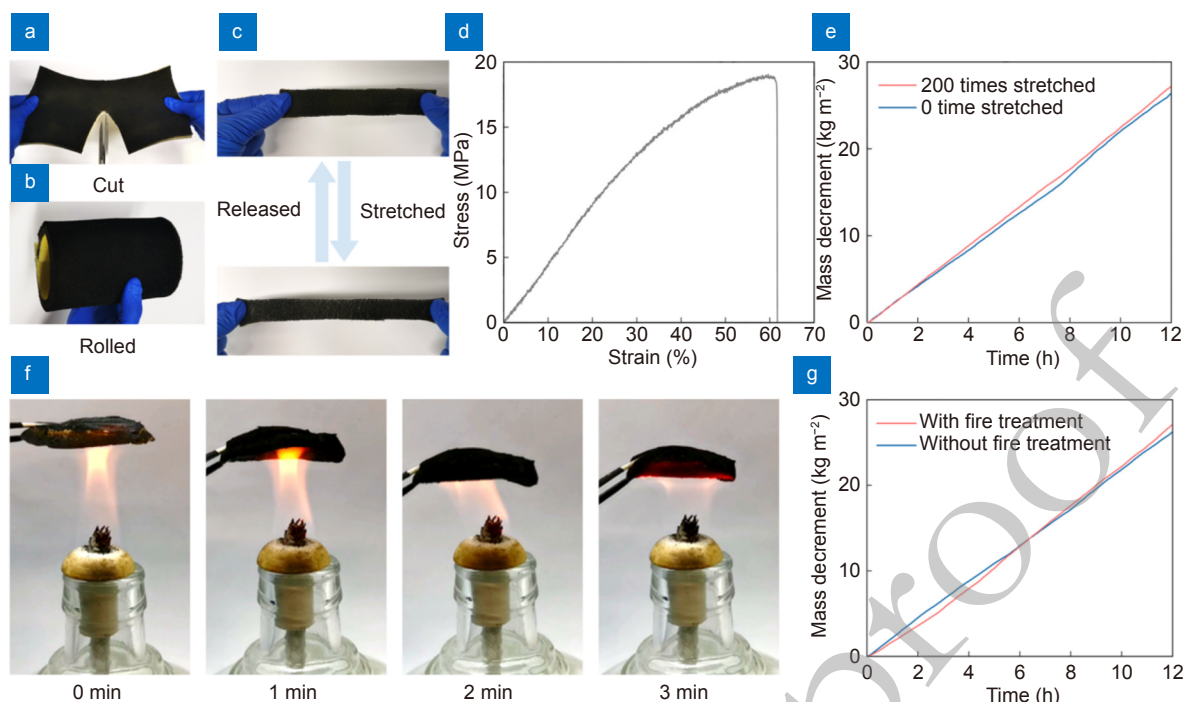 a
Cut
b
Rolled
c
Released
Stretched
d
20
15
10
5
0
Stress (MPa)
0 10 20 30 40 50 60 70
Strain (%)
e
30
20
10
0
Mass decrement (kg m⁻²)
200 times stretched
0 time stretched
0 2 4 6 8 10 12
Time (h)
f
0 min
1 min
2 min
3 min
g
30
20
10
0
Mass decrement (kg m⁻²)
With fire treatment
Without fire treatment
0 2 4 6 8 10 12
Time (h)
proof